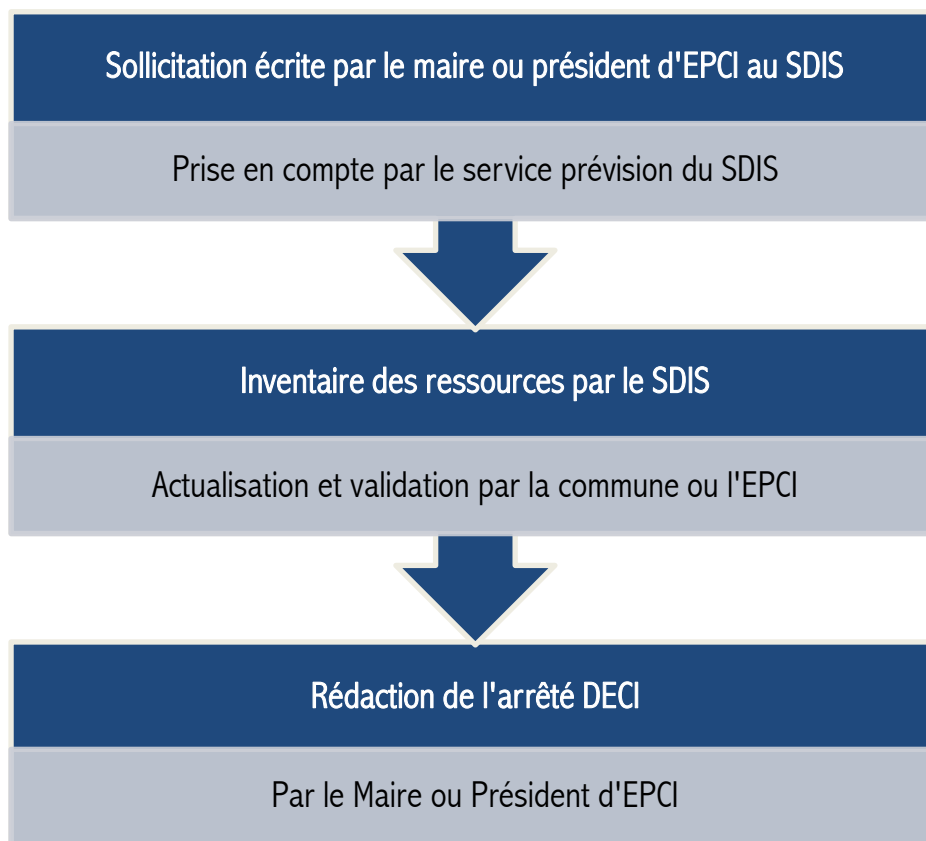 Sollicitation écrite par le maire ou président d'EPCI au SDIS
Prise en compte par le service prévision du SDIS
Inventaire des ressources par le SDIS
Actualisation et validation par la commune ou l'EPCI
Rédaction de l'arrêté DECI
Par le Maire ou Président d'EPCI